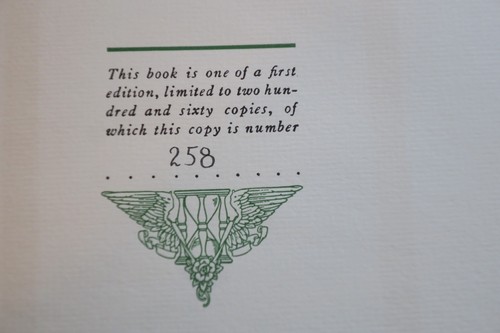 This book is one of a first
edition, limited to two hun-
dred and sixty copies, of
which this copy is number
258